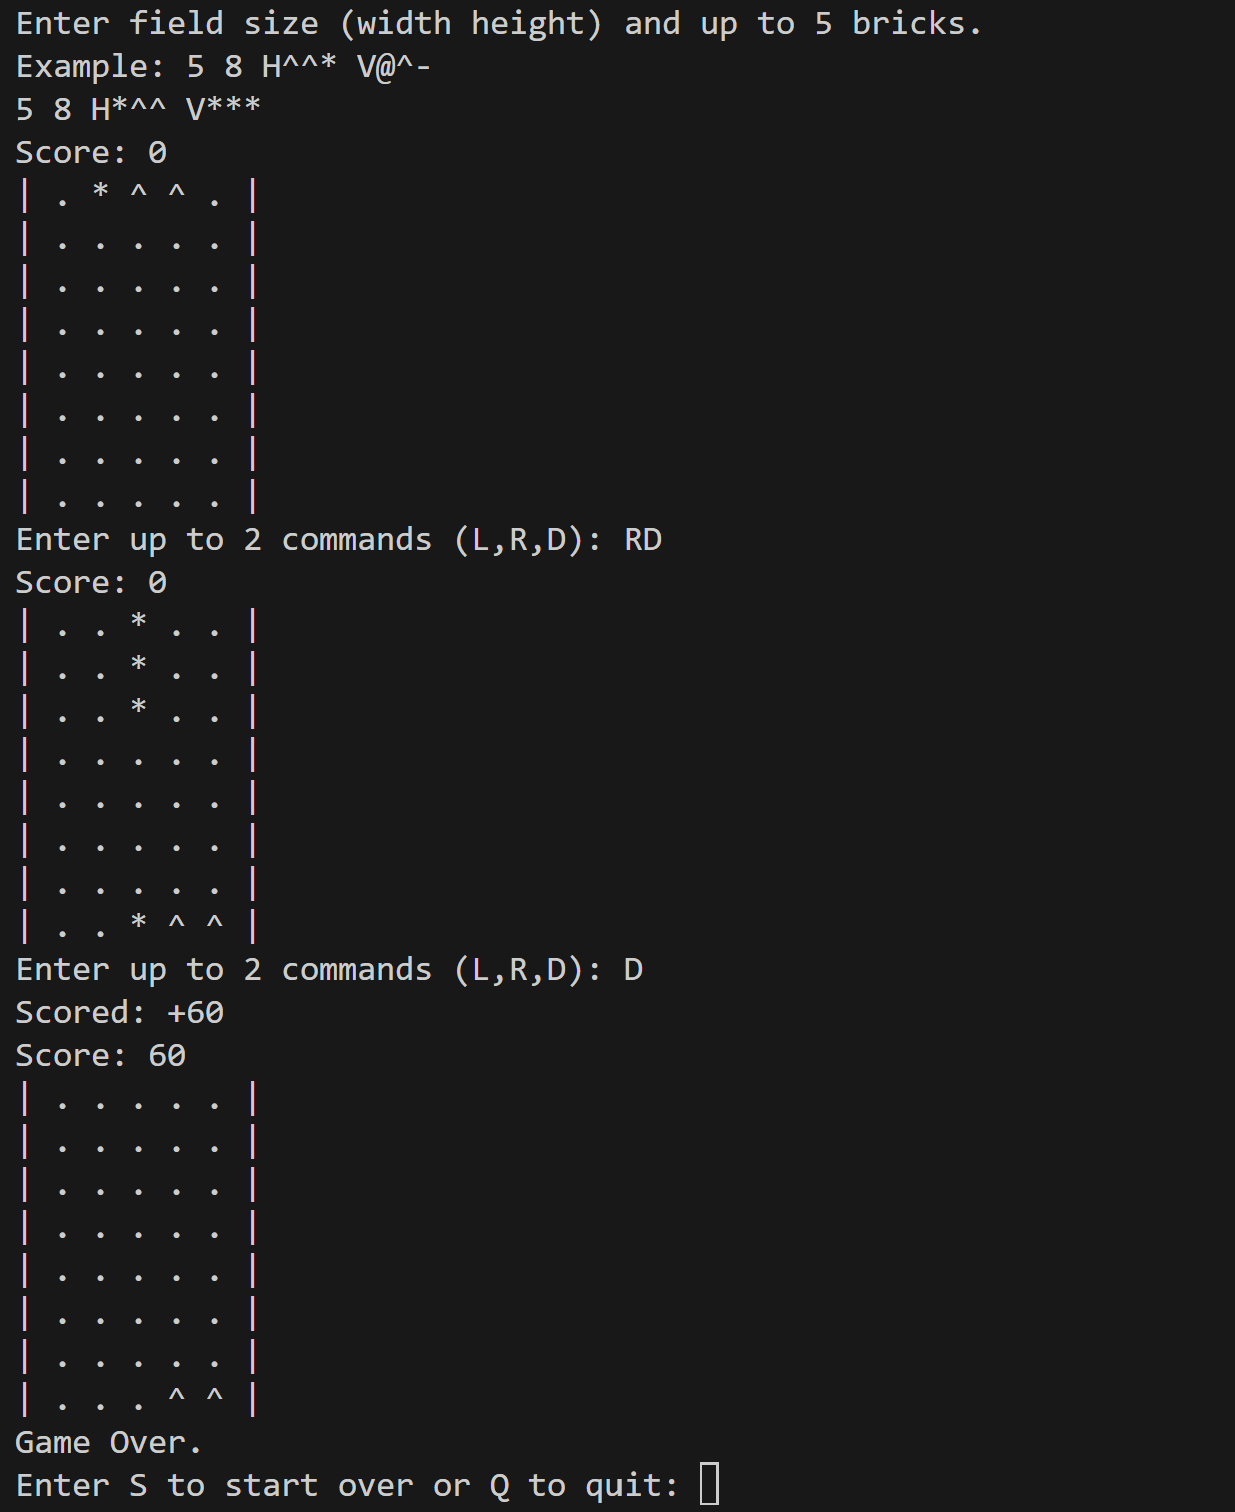 Enter field size (width height) and up to 5 bricks.
Example: 5 8 H^^* V@^-
5 8 H*^^ V***
Score: 0
| . * ^ ^ . |
| . . . . . |
| . . . . . |
| . . . . . |
| . . . . . |
| . . . . . |
| . . . . . |
| . . . . . |
Enter up to 2 commands (L,R,D): RD
Score: 0
| . . * . . |
| . . * . . |
| . . * . . |
| . . . . . |
| . . . . . |
| . . . . . |
| . . . . . |
| . . * ^ ^ |
Enter up to 2 commands (L,R,D): D
Scored: +60
Score: 60
| . . . . . |
| . . . . . |
| . . . . . |
| . . . . . |
| . . . . . |
| . . . . . |
| . . . . . |
| . . . ^ ^ |
Game Over.
Enter S to start over or Q to quit: